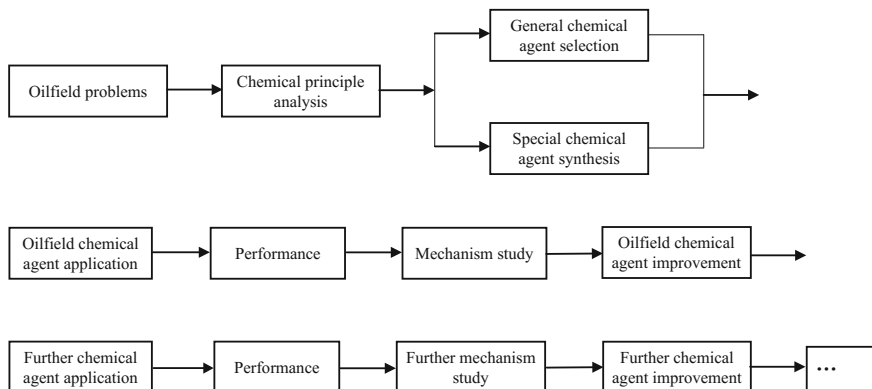 General chemical
agent selection
Oilfield problems
Chemical principle
analysis
Special chemical
agent synthesis
Oilfield chemical
agent application
Performance
Mechanism study
Oilfield chemical
agent improvement
Further chemical
agent application
Performance
Further mechanism
study
Further chemical
agent improvement
...